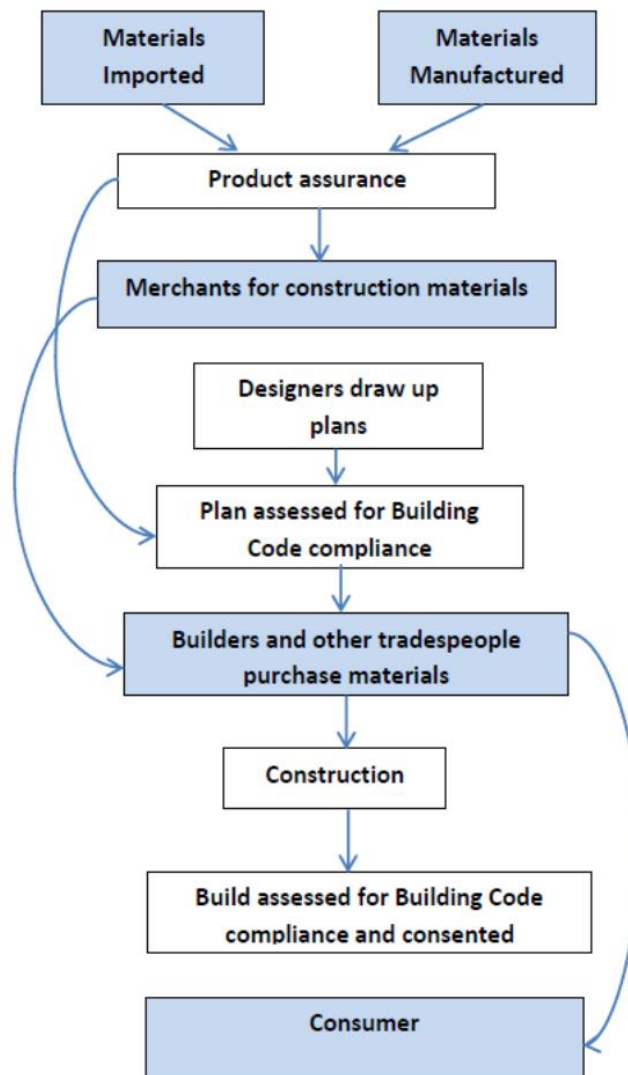 Materials
Imported
Materials
Manufactured
Product assurance
Merchants for construction materials
Designers draw up
plans
Plan assessed for Building
Code compliance
Builders and other tradespeople
purchase materials
Construction
Build assessed for Building Code
compliance and consented
Consumer